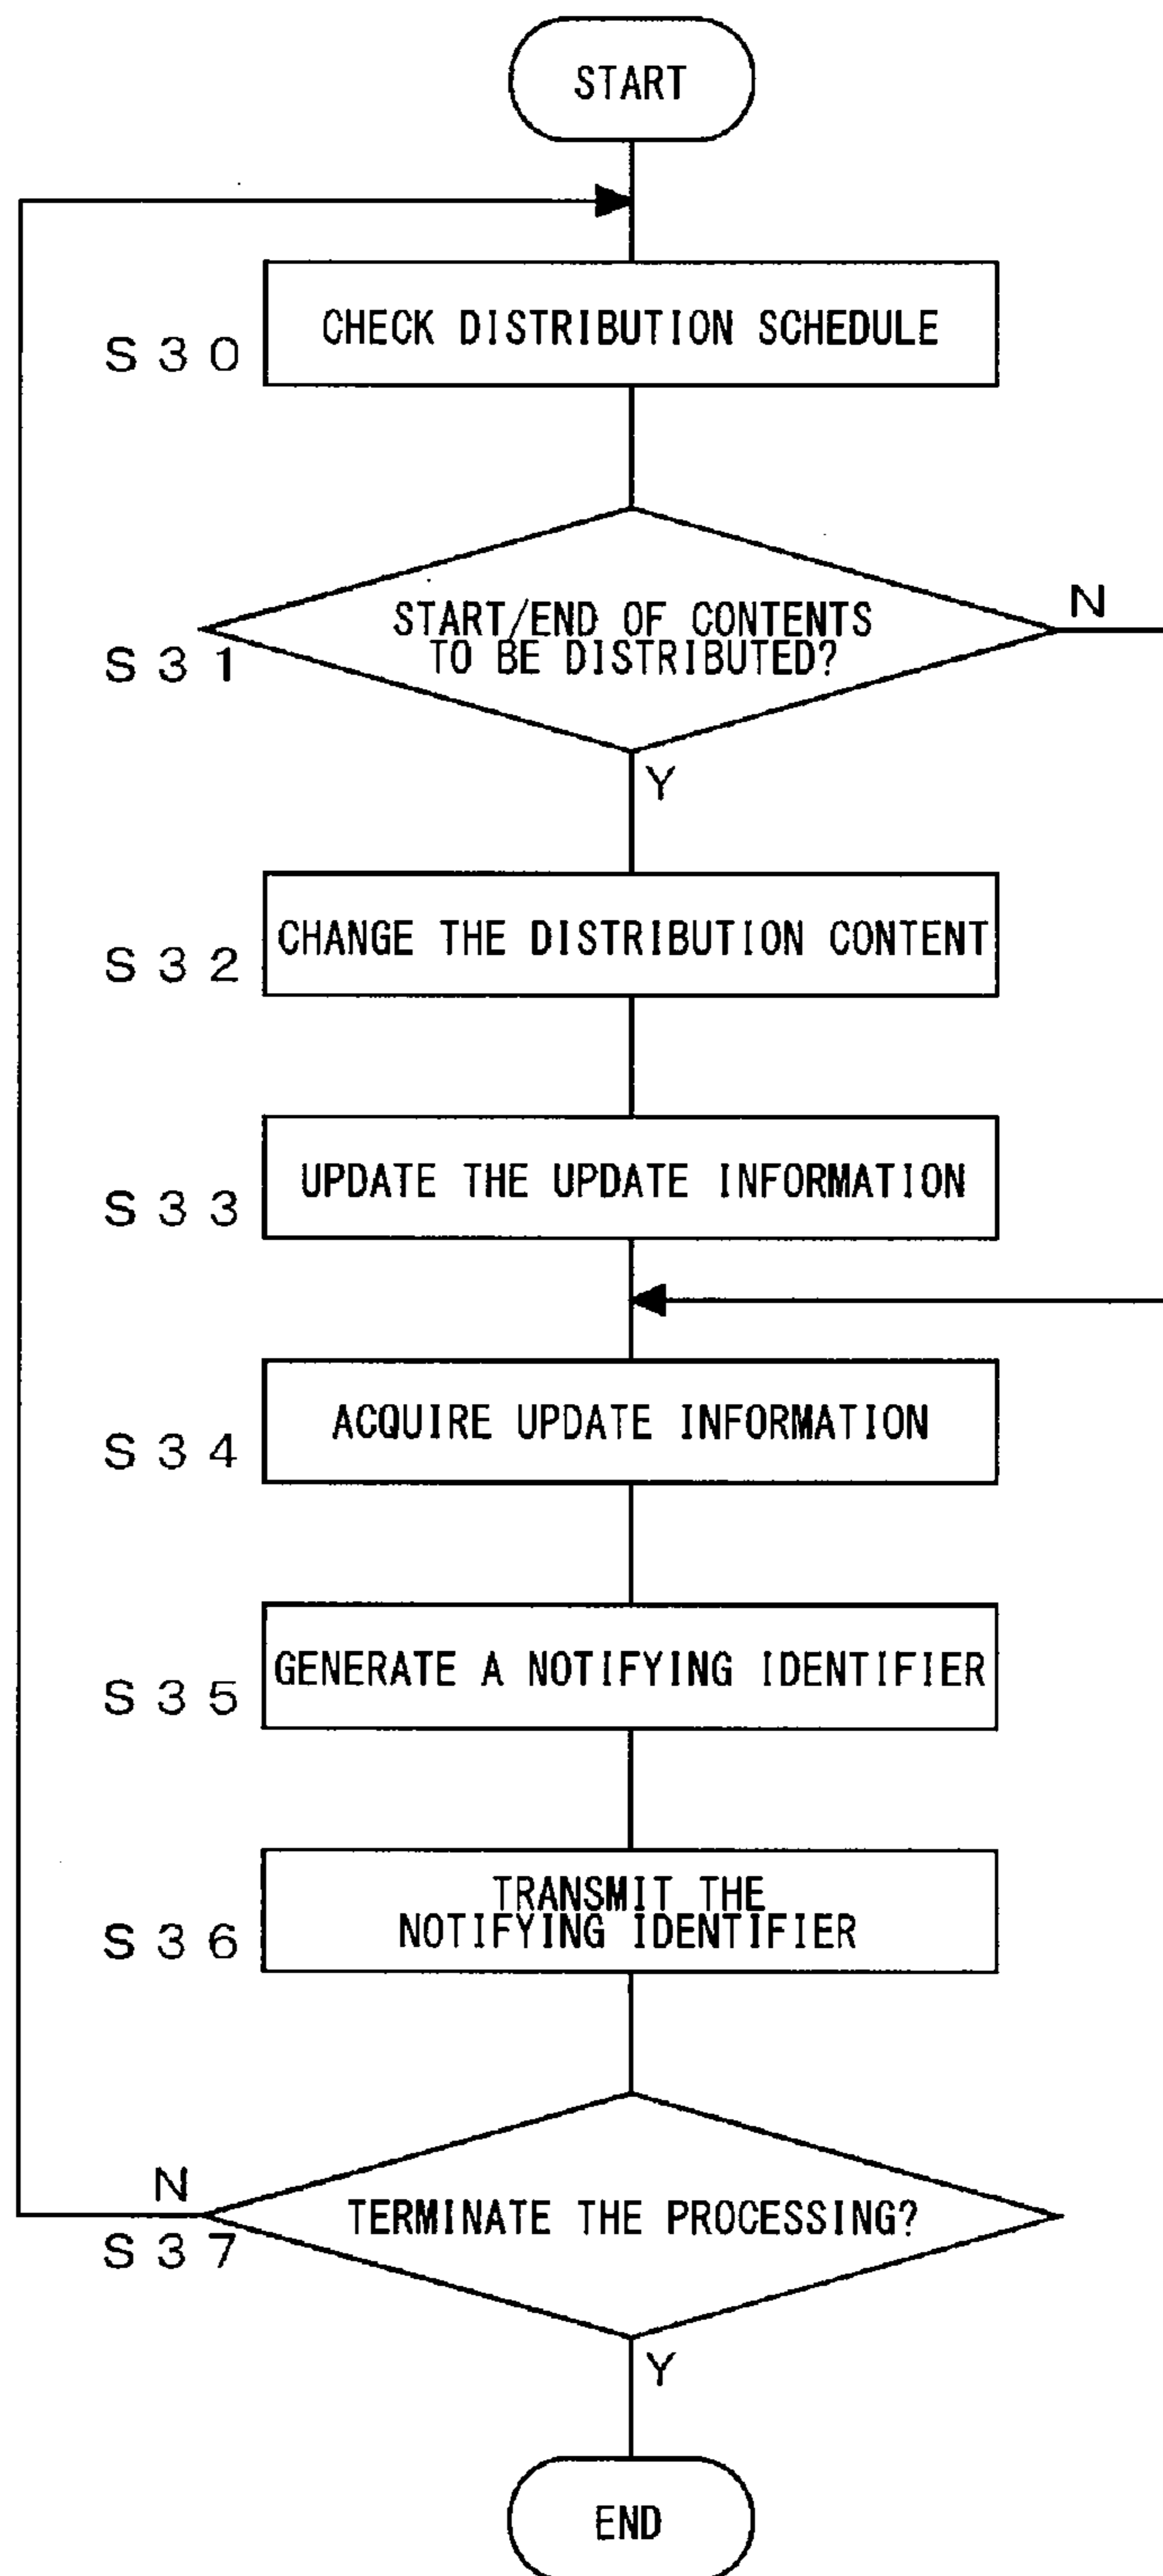 START
CHECK DISTRIBUTION SCHEDULE
S30
START/END OF CONTENTS
TO BE DISTRIBUTED?
N
S31
Y
CHANGE THE DISTRIBUTION CONTENT
S32
UPDATE THE UPDATE INFORMATION
S33
ACQUIRE UPDATE INFORMATION
S34
GENERATE A NOTIFYING IDENTIFIER
S35
TRANSMIT THE
NOTIFYING IDENTIFIER
S36
N
TERMINATE THE PROCESSING?
S37
Y
END